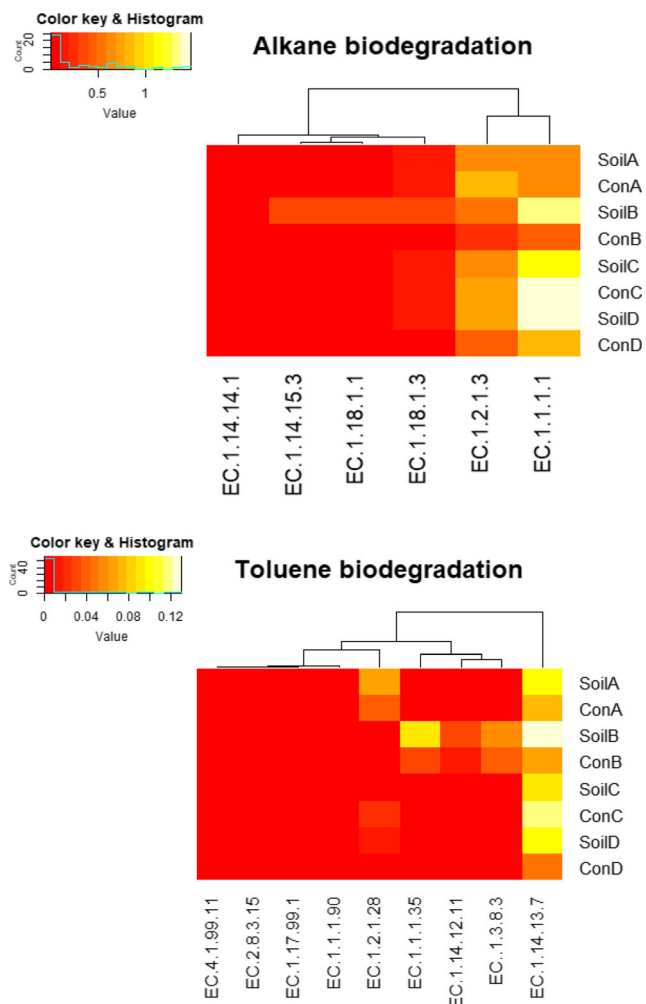 Color key & Histogram
Count
0 20
0.5 1
Value
Alkane biodegradation
SoilA
ConA
SoilB
ConB
SoilC
ConC
SoilD
ConD
EC.1.14.14.1
EC.1.14.15.3
EC.1.18.1.1
EC.1.18.1.3
EC.1.2.1.3
EC.1.1.1.1
Color key & Histogram
Count
0 40
0 0.04 0.08 0.12
Value
Toluene biodegradation
SoilA
ConA
SoilB
ConB
SoilC
ConC
SoilD
ConD
EC.4.1.99.11
EC.2.8.3.15
EC.1.17.99.1
EC.1.1.1.90
EC.1.2.1.28
EC.1.1.1.35
EC.1.14.12.11
EC..1.3.8.3
EC.1.14.13.7